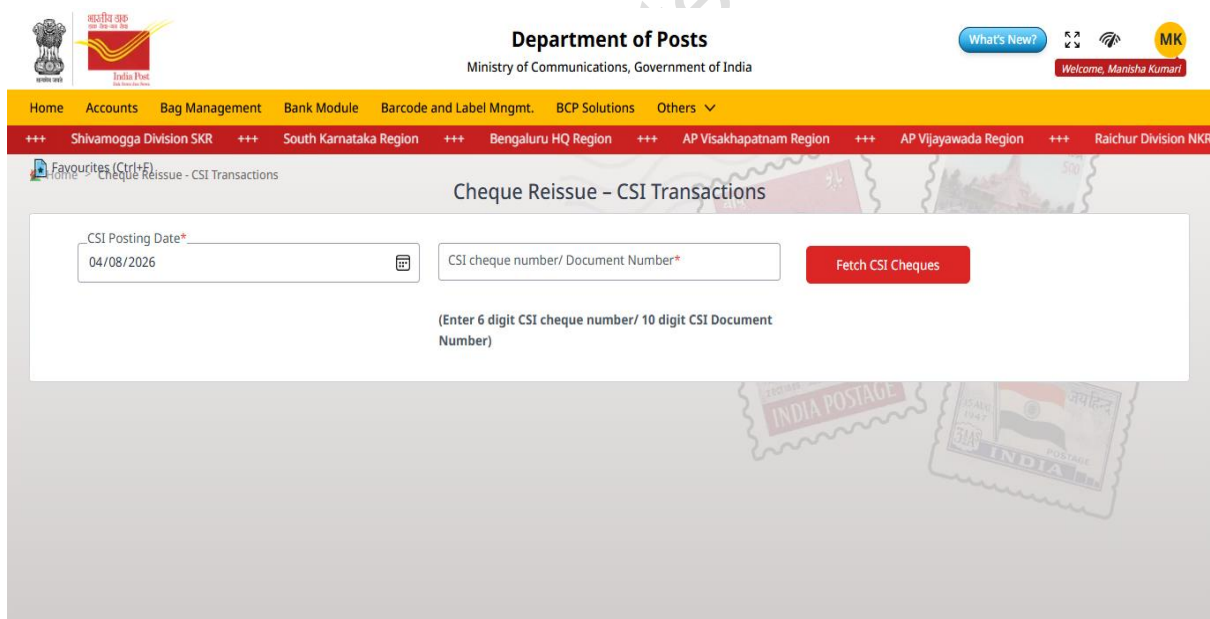 भारतीय डाक
India Post
Department of Posts
Ministry of Communications, Government of India
What's New?
MK
Welcome, Manisha Kumari
Home Accounts Bag Management Bank Module Barcode and Label Mngmt. BCP Solutions Others
+++ Shivamogga Division SKR +++ South Karnataka Region +++ Bengaluru HQ Region +++ AP Visakhapatnam Region +++ AP Vijayawada Region +++ Raichur Division NKR
Favourites (Ctrl+F)
Home > Cheque Reissue - CSI Transactions
Cheque Reissue – CSI Transactions
CSI Posting Date*
04/08/2026
CSI cheque number/ Document Number*
Fetch CSI Cheques
(Enter 6 digit CSI cheque number/ 10 digit CSI Document
Number)
INDIA POSTAGE
जय हिन्द
INDIA
POSTAGE